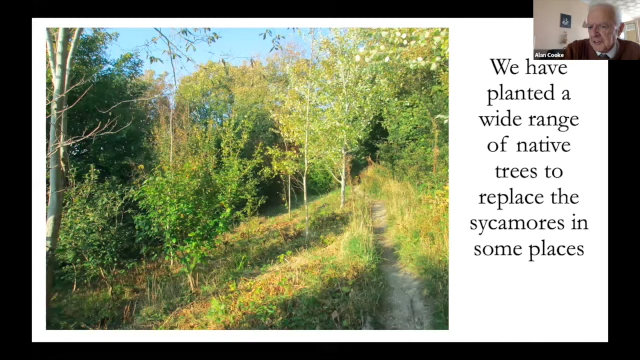 Alan Cooke
We have
planted a
wide range
of native
trees to
replace the
sycamores in
some places